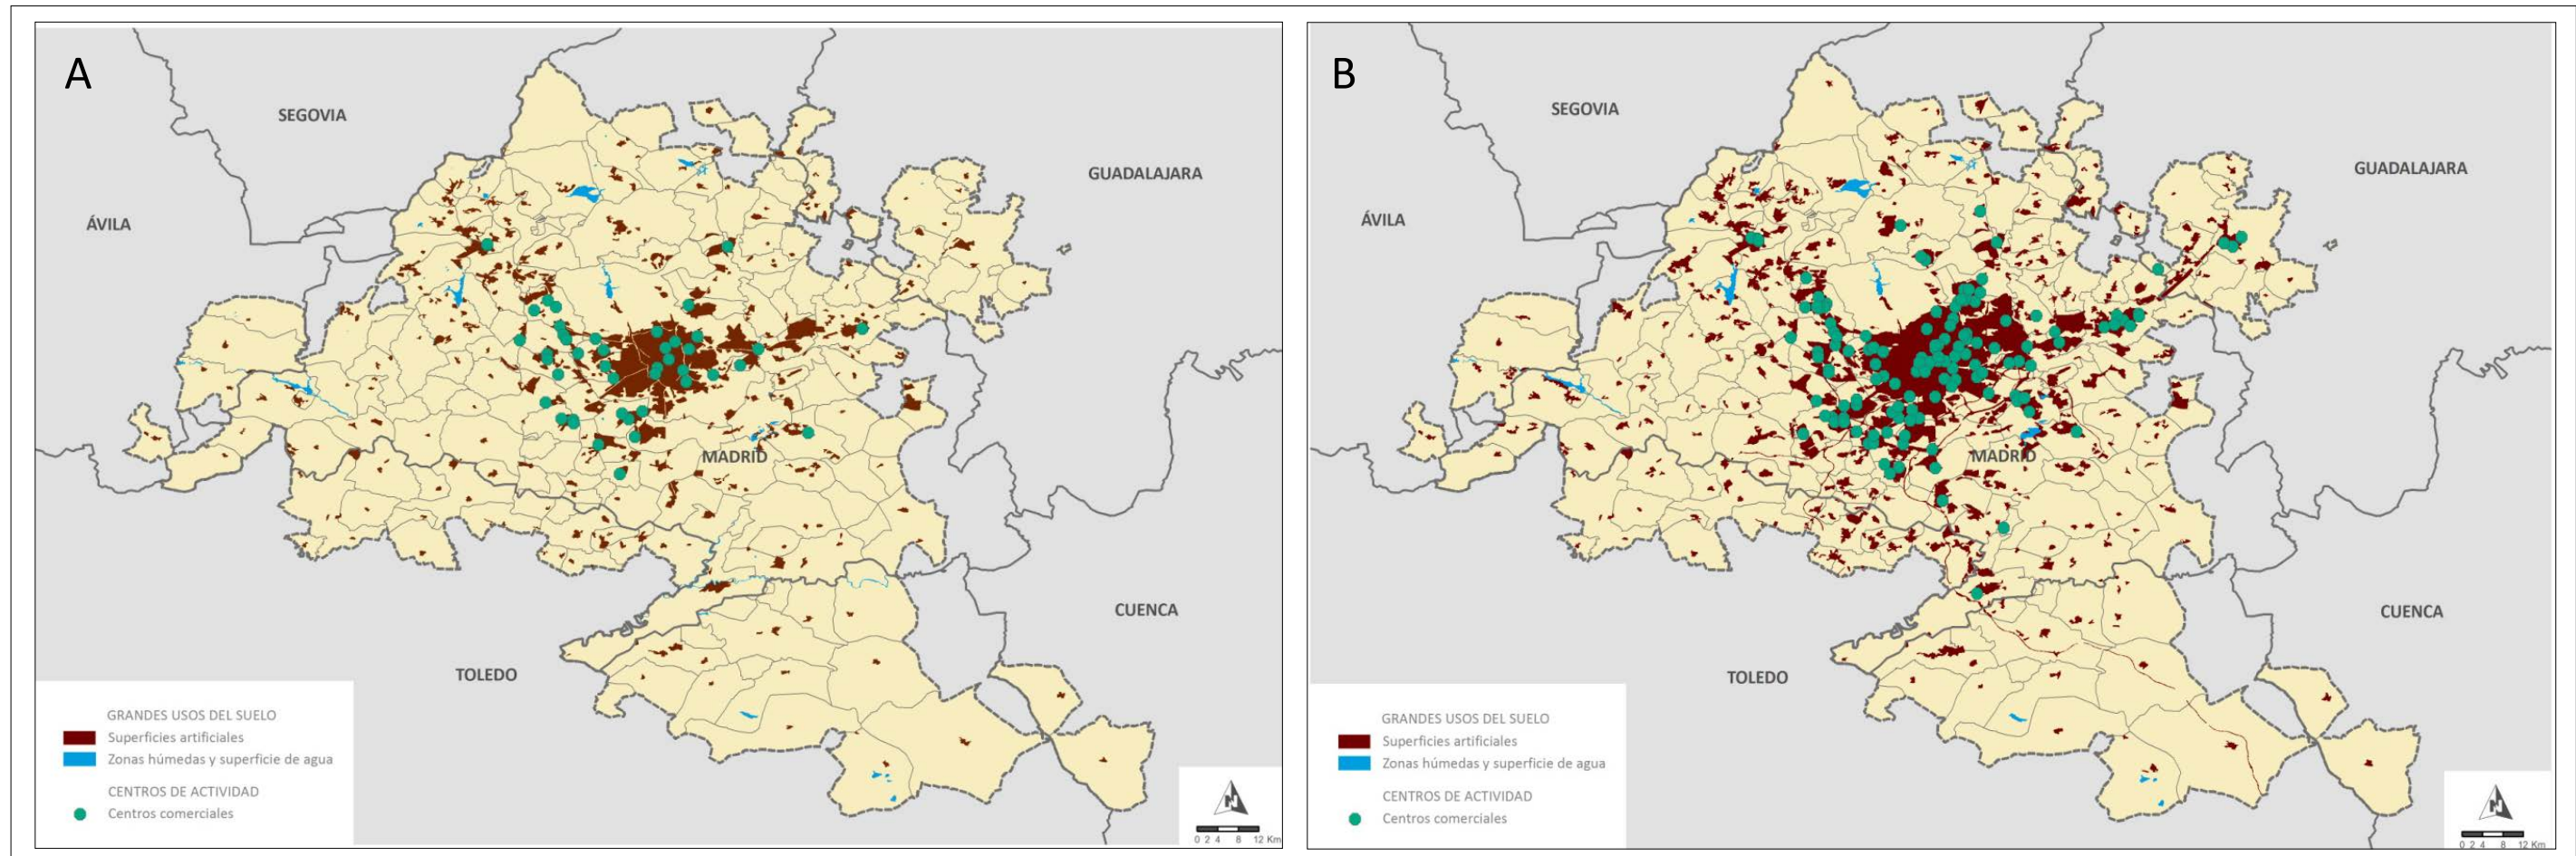 A
SEGOVIA
GUADALAJARA
ÁVILA
MADRID
CUENCA
TOLEDO
GRANDES USOS DEL SUELO
Superficies artificiales
Zonas húmedas y superficie de agua
CENTROS DE ACTIVIDAD
Centros comerciales
N
0 2 4 8 12 Km
B
SEGOVIA
GUADALAJARA
ÁVILA
MADRID
CUENCA
TOLEDO
GRANDES USOS DEL SUELO
Superficies artificiales
Zonas húmedas y superficie de agua
CENTROS DE ACTIVIDAD
Centros comerciales
N
0 2 4 8 12 Km